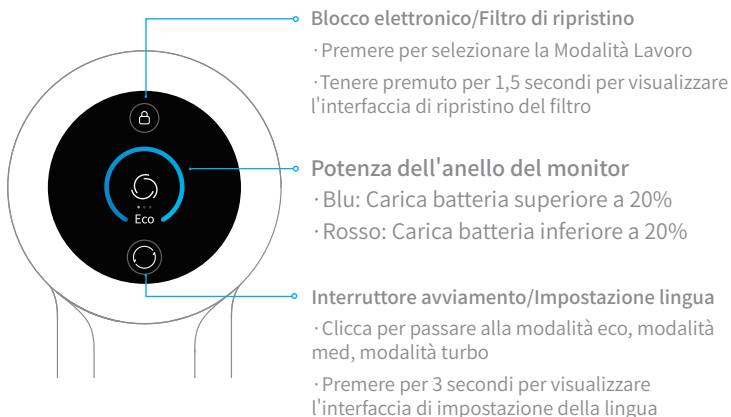 Blocco elettronico/Filtro di ripristino
·Premere per selezionare la Modalità Lavoro
·Tenere premuto per 1,5 secondi per visualizzare
l'interfaccia di ripristino del filtro
Potenza dell'anello del monitor
·Blu: Carica batteria superiore a 20%
·Rosso: Carica batteria inferiore a 20%
Eco
Interruttore avviamento/Impostazione lingua
·Clicca per passare alla modalità eco, modalità
med, modalità turbo
·Premere per 3 secondi per visualizzare
l'interfaccia di impostazione della lingua